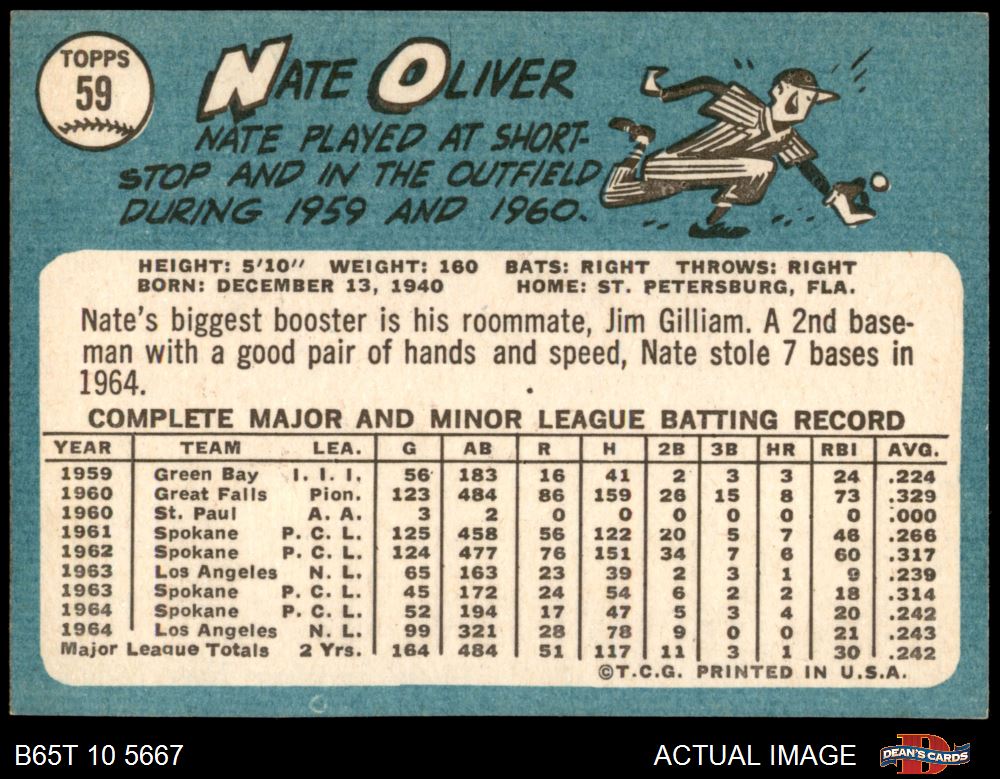 TOPPS
59
NATE OLIVER
NATE PLAYED AT SHORT-
STOP AND IN THE OUTFIELD
DURING 1959 AND 1960.
HEIGHT: 5'10" WEIGHT: 160 BATS: RIGHT THROWS: RIGHT
BORN: DECEMBER 13, 1940 HOME: ST. PETERSBURG, FLA.
Nate's biggest booster is his roommate, Jim Gilliam. A 2nd base-
man with a good pair of hands and speed, Nate stole 7 bases in
1964.
COMPLETE MAJOR AND MINOR LEAGUE BATTING RECORD
YEAR TEAM LEA. G AB R H 2B 3B HR RBI AVG.
1959 Green Bay I. I. I. 56 183 16 41 2 3 3 24 .224
1960 Great Falls Pion. 123 484 86 159 26 15 8 73 .329
1960 St. Paul A. A. 3 2 0 0 0 0 0 0 .000
1961 Spokane P. C. L. 125 458 56 122 20 5 7 46 .266
1962 Spokane P. C. L. 124 477 76 151 34 7 6 60 .317
1963 Los Angeles N. L. 65 163 23 39 2 3 1 9 .239
1963 Spokane P. C. L. 45 172 24 54 6 2 2 18 .314
1964 Spokane P. C. L. 52 194 17 47 5 3 4 20 .242
1964 Los Angeles N. L. 99 321 28 78 9 0 0 21 .243
Major League Totals 2 Yrs. 164 484 51 117 11 3 1 30 .242
©T.C.G. PRINTED IN U.S.A.
B65T 10 5667 ACTUAL IMAGE DEAN'S CARDS